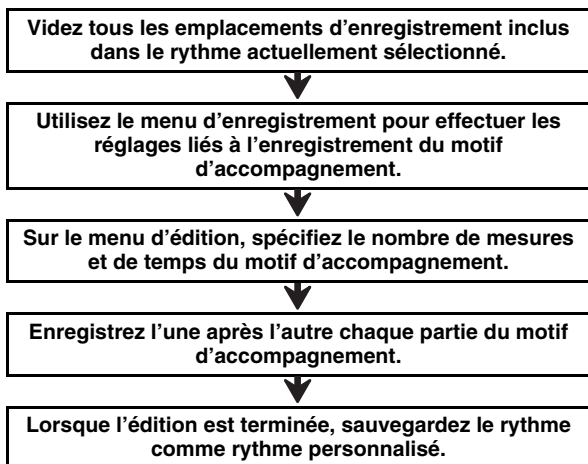 Videz tous les emplacements d’enregistrement inclus
dans le rythme actuellement sélectionné.
Utilisez le menu d’enregistrement pour effectuer les
réglages liés à l’enregistrement du motif
d’accompagnement.
Sur le menu d’édition, spécifiez le nombre de mesures
et de temps du motif d’accompagnement.
Enregistrez l’une après l’autre chaque partie du motif
d’accompagnement.
Lorsque l’édition est terminée, sauvegardez le rythme
comme rythme personnalisé.